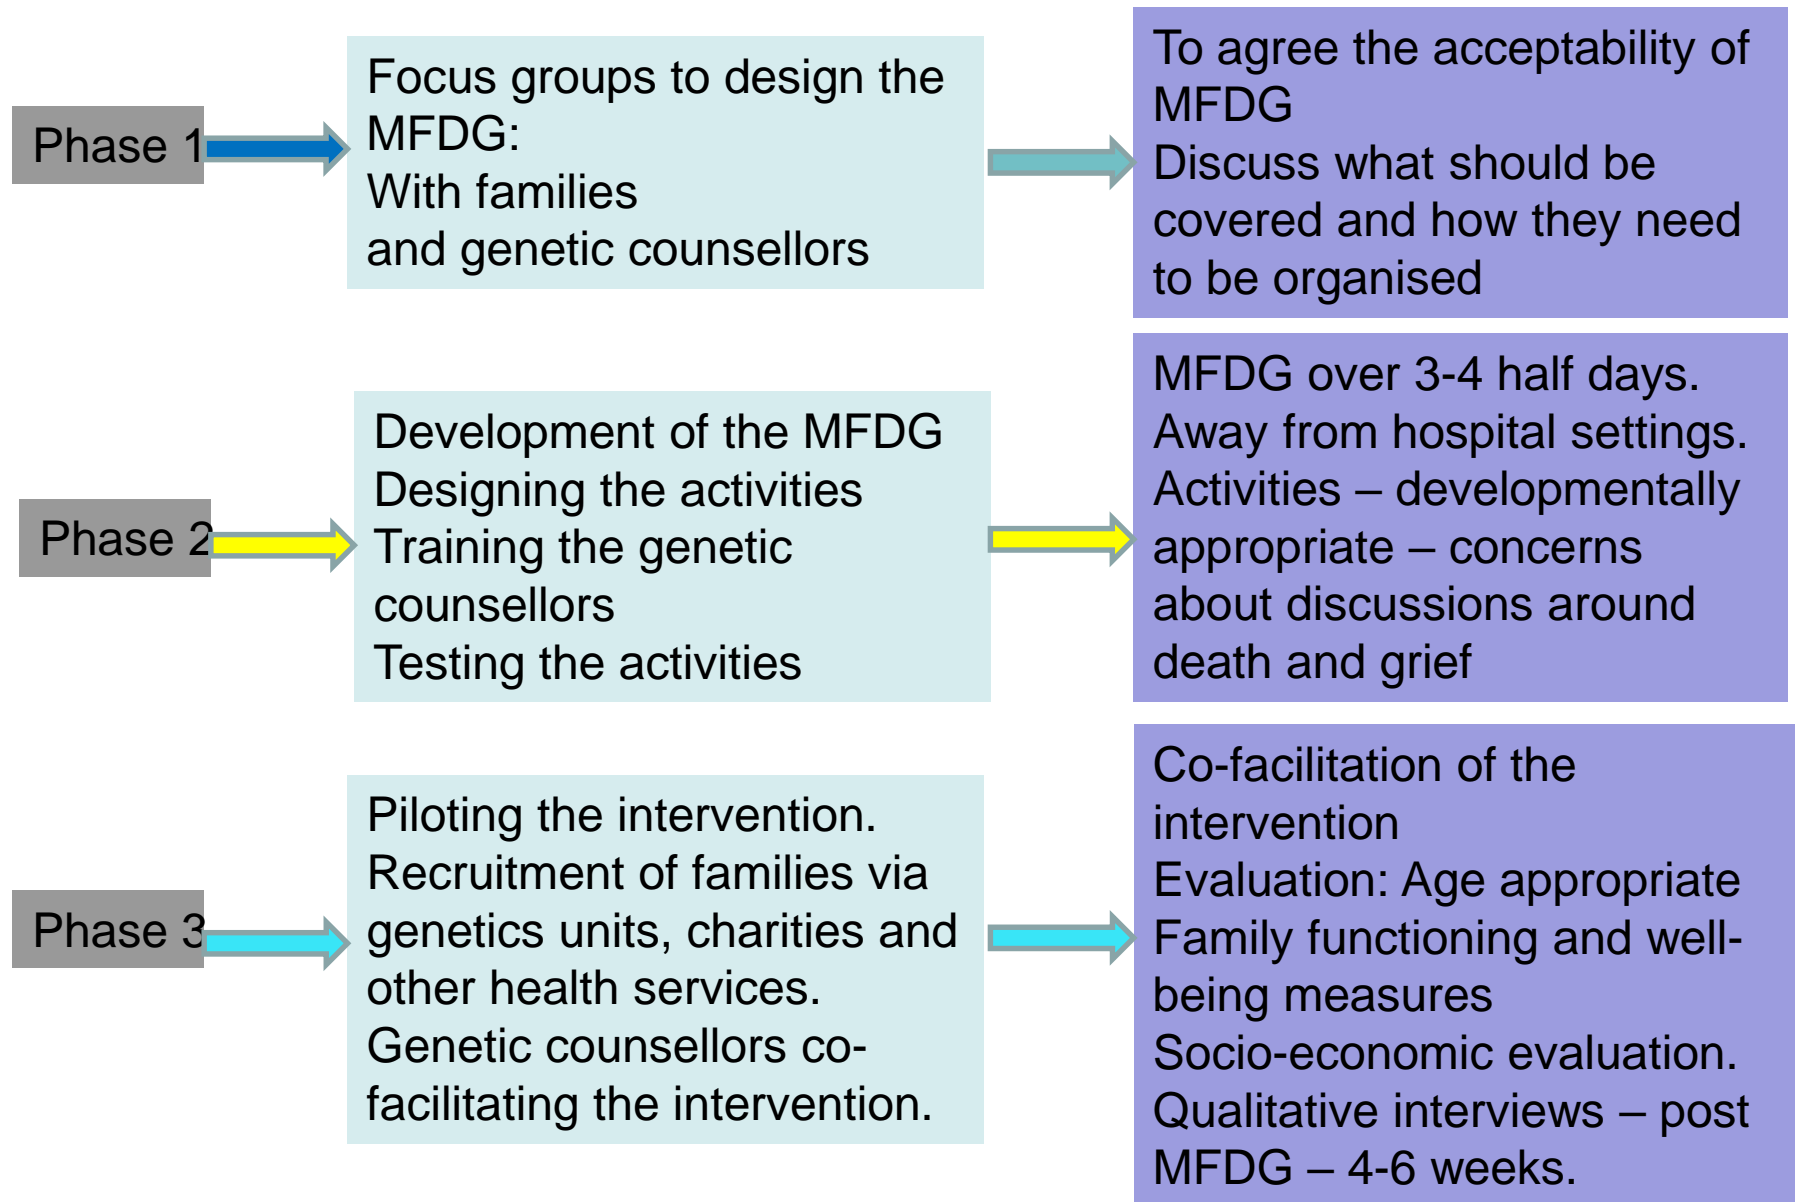 Phase 1
Focus groups to design the
MFDG:
With families
and genetic counsellors
To agree the acceptability of
MFDG
Discuss what should be
covered and how they need
to be organised
Phase 2
Development of the MFDG
Designing the activities
Training the genetic
counsellors
Testing the activities
MFDG over 3-4 half days.
Away from hospital settings.
Activities – developmentally
appropriate – concerns
about discussions around
death and grief
Phase 3
Piloting the intervention.
Recruitment of families via
genetics units, charities and
other health services.
Genetic counsellors co-
facilitating the intervention.
Co-facilitation of the
intervention
Evaluation: Age appropriate
Family functioning and well-
being measures
Socio-economic evaluation.
Qualitative interviews – post
MFDG – 4-6 weeks.